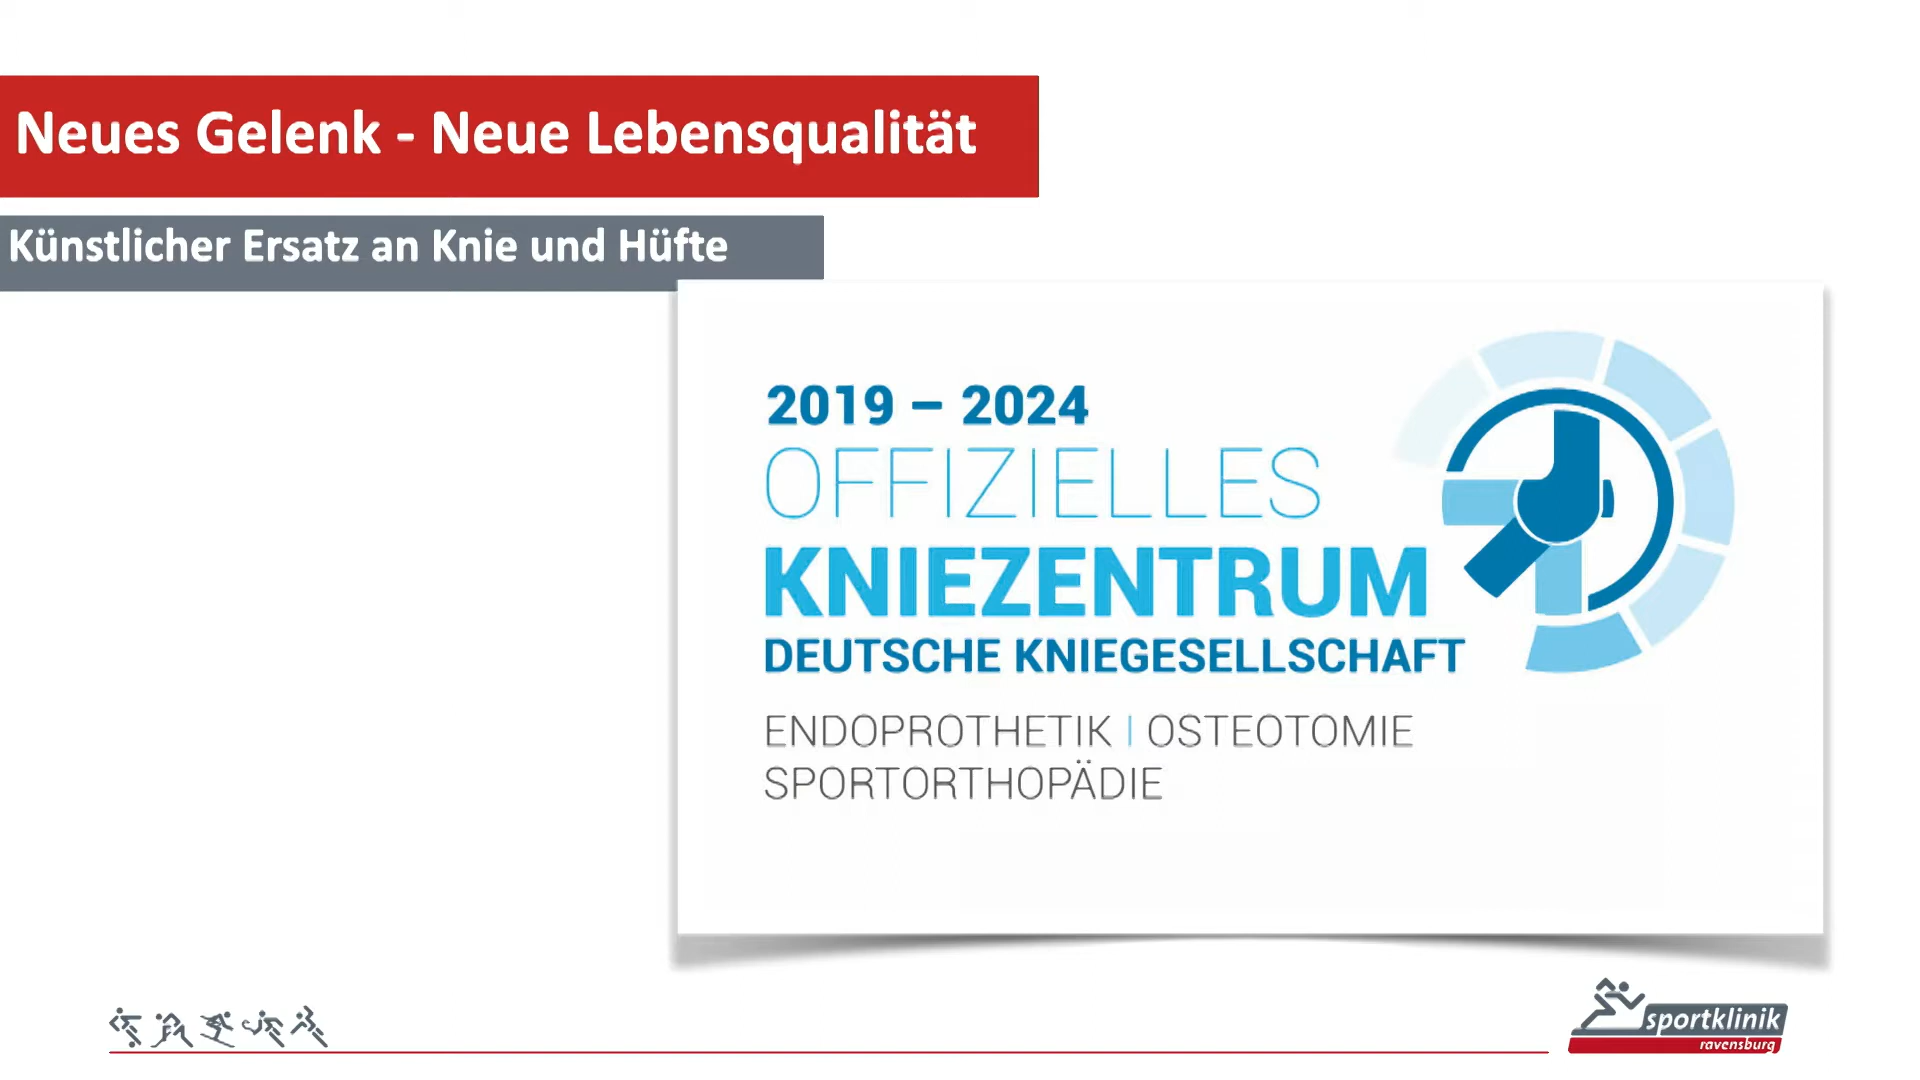 Neues Gelenk - Neue Lebensqualität
Künstlicher Ersatz an Knie und Hüfte
2019 – 2024
OFFIZIELLES
KNIEZENTRUM
DEUTSCHE KNIEGESELLSCHAFT
ENDOPROTHETIK | OSTEOTOMIE
SPORTORTHOPÄDIE
sportklinik
ravensburg